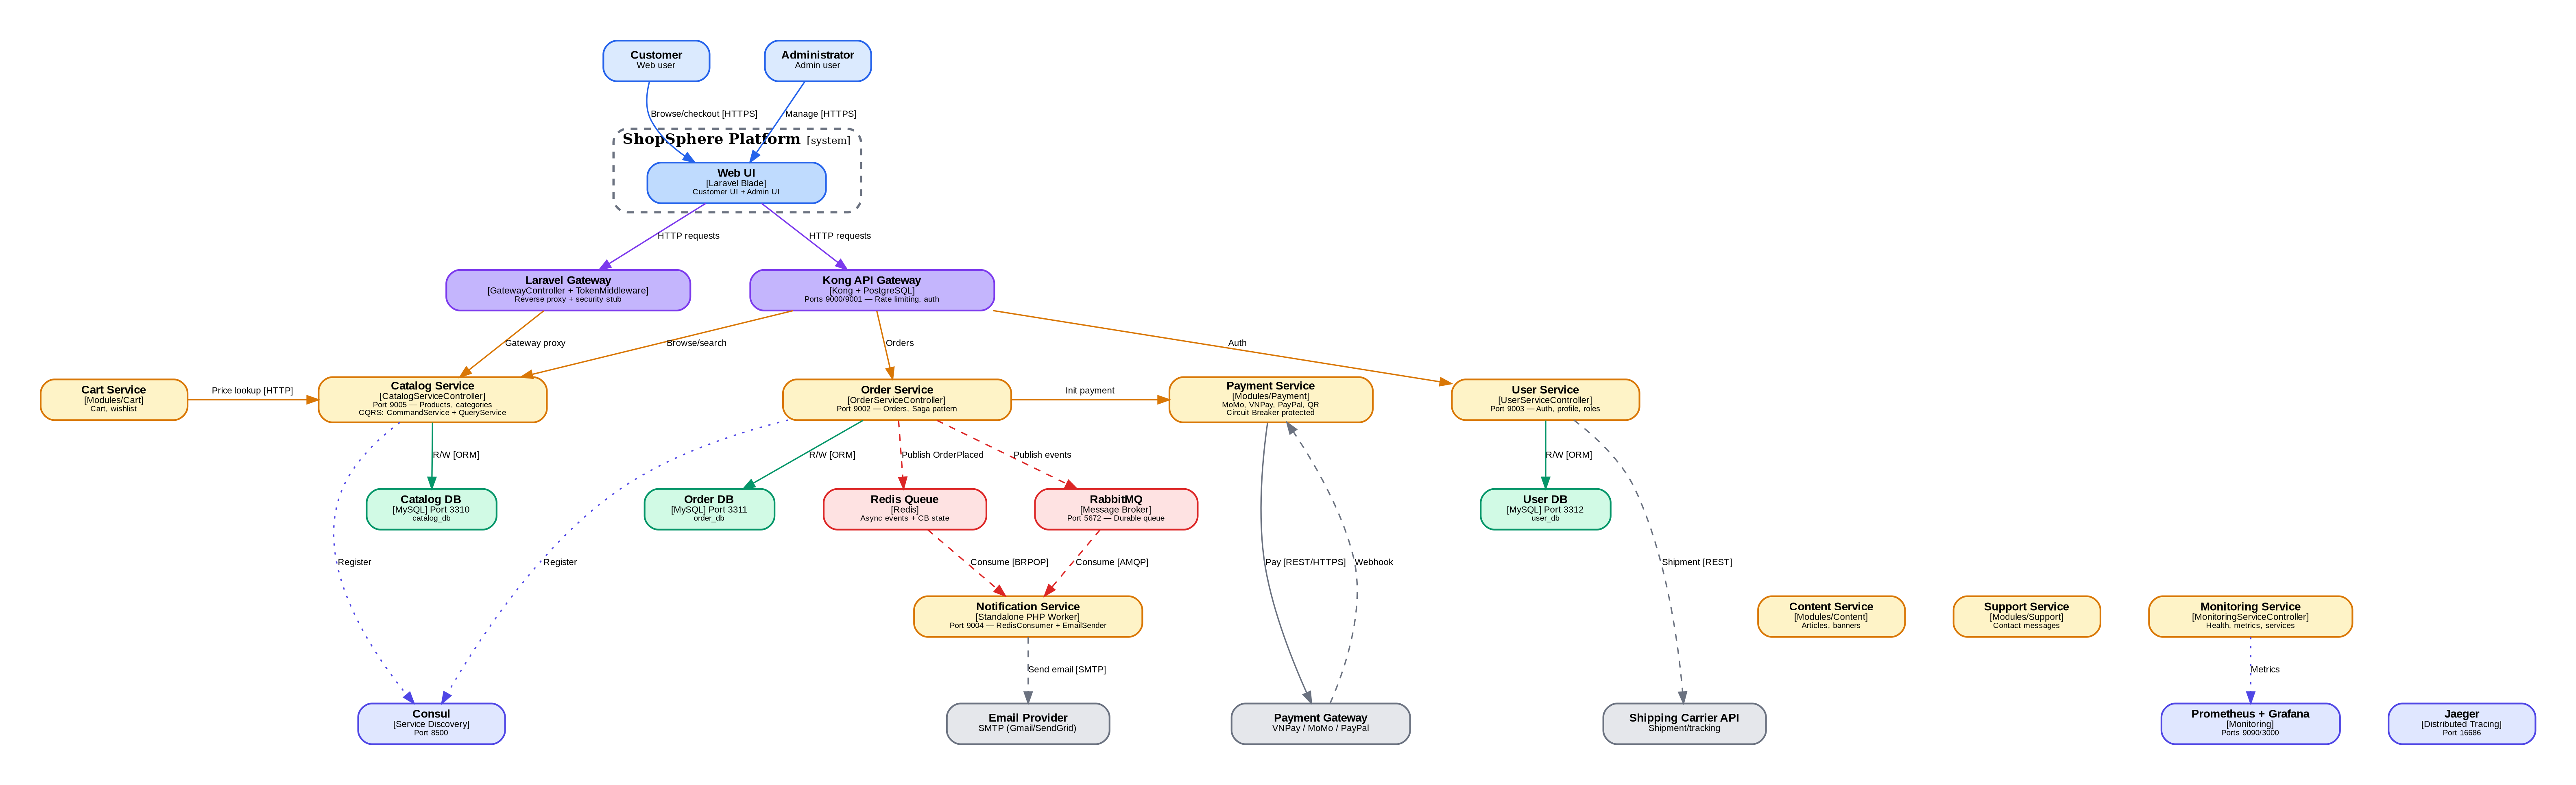 Customer
Web user
Administrator
Admin user
Browse/checkout [HTTPS]
Manage [HTTPS]
ShopSphere Platform [system]
Web UI
[Laravel Blade]
Customer UI + Admin UI
HTTP requests
HTTP requests
Laravel Gateway
[GatewayController + TokenMiddleware]
Reverse proxy + security stub
Kong API Gateway
[Kong + PostgreSQL]
Ports 9000/9001 — Rate limiting, auth
Gateway proxy
Browse/search
Orders
Auth
Cart Service
[Modules/Cart]
Cart, wishlist
Price lookup [HTTP]
Catalog Service
[CatalogServiceController]
Port 9005 — Products, categories
CQRS: CommandService + QueryService
Order Service
[OrderServiceController]
Port 9002 — Orders, Saga pattern
Init payment
Payment Service
[Modules/Payment]
MoMo, VNPay, PayPal, QR
Circuit Breaker protected
User Service
[UserServiceController]
Port 9003 — Auth, profile, roles
R/W [ORM]
R/W [ORM]
Publish OrderPlaced
Publish events
R/W [ORM]
Catalog DB
[MySQL] Port 3310
catalog_db
Order DB
[MySQL] Port 3311
order_db
Redis Queue
[Redis]
Async events + CB state
RabbitMQ
[Message Broker]
Port 5672 — Durable queue
User DB
[MySQL] Port 3312
user_db
Register
Register
Consume [BRPOP]
Consume [AMQP]
Pay [REST/HTTPS]
Webhook
Shipment [REST]
Notification Service
[Standalone PHP Worker]
Port 9004 — RedisConsumer + EmailSender
Content Service
[Modules/Content]
Articles, banners
Support Service
[Modules/Support]
Contact messages
Monitoring Service
[MonitoringServiceController]
Health, metrics, services
Send email [SMTP]
Metrics
Consul
[Service Discovery]
Port 8500
Email Provider
SMTP (Gmail/SendGrid)
Payment Gateway
VNPay / MoMo / PayPal
Shipping Carrier API
Shipment/tracking
Prometheus + Grafana
[Monitoring]
Ports 9090/3000
Jaeger
[Distributed Tracing]
Port 16686